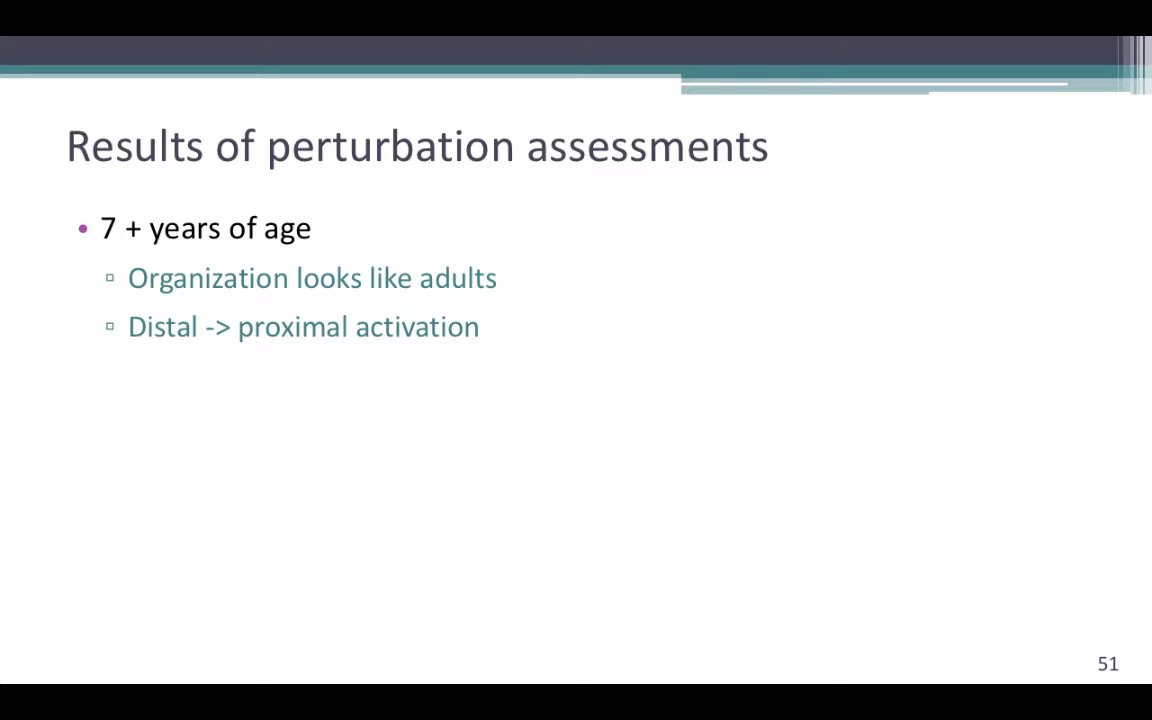 Results of perturbation assessments
• 7 + years of age
▫ Organization looks like adults
▫ Distal -> proximal activation
51